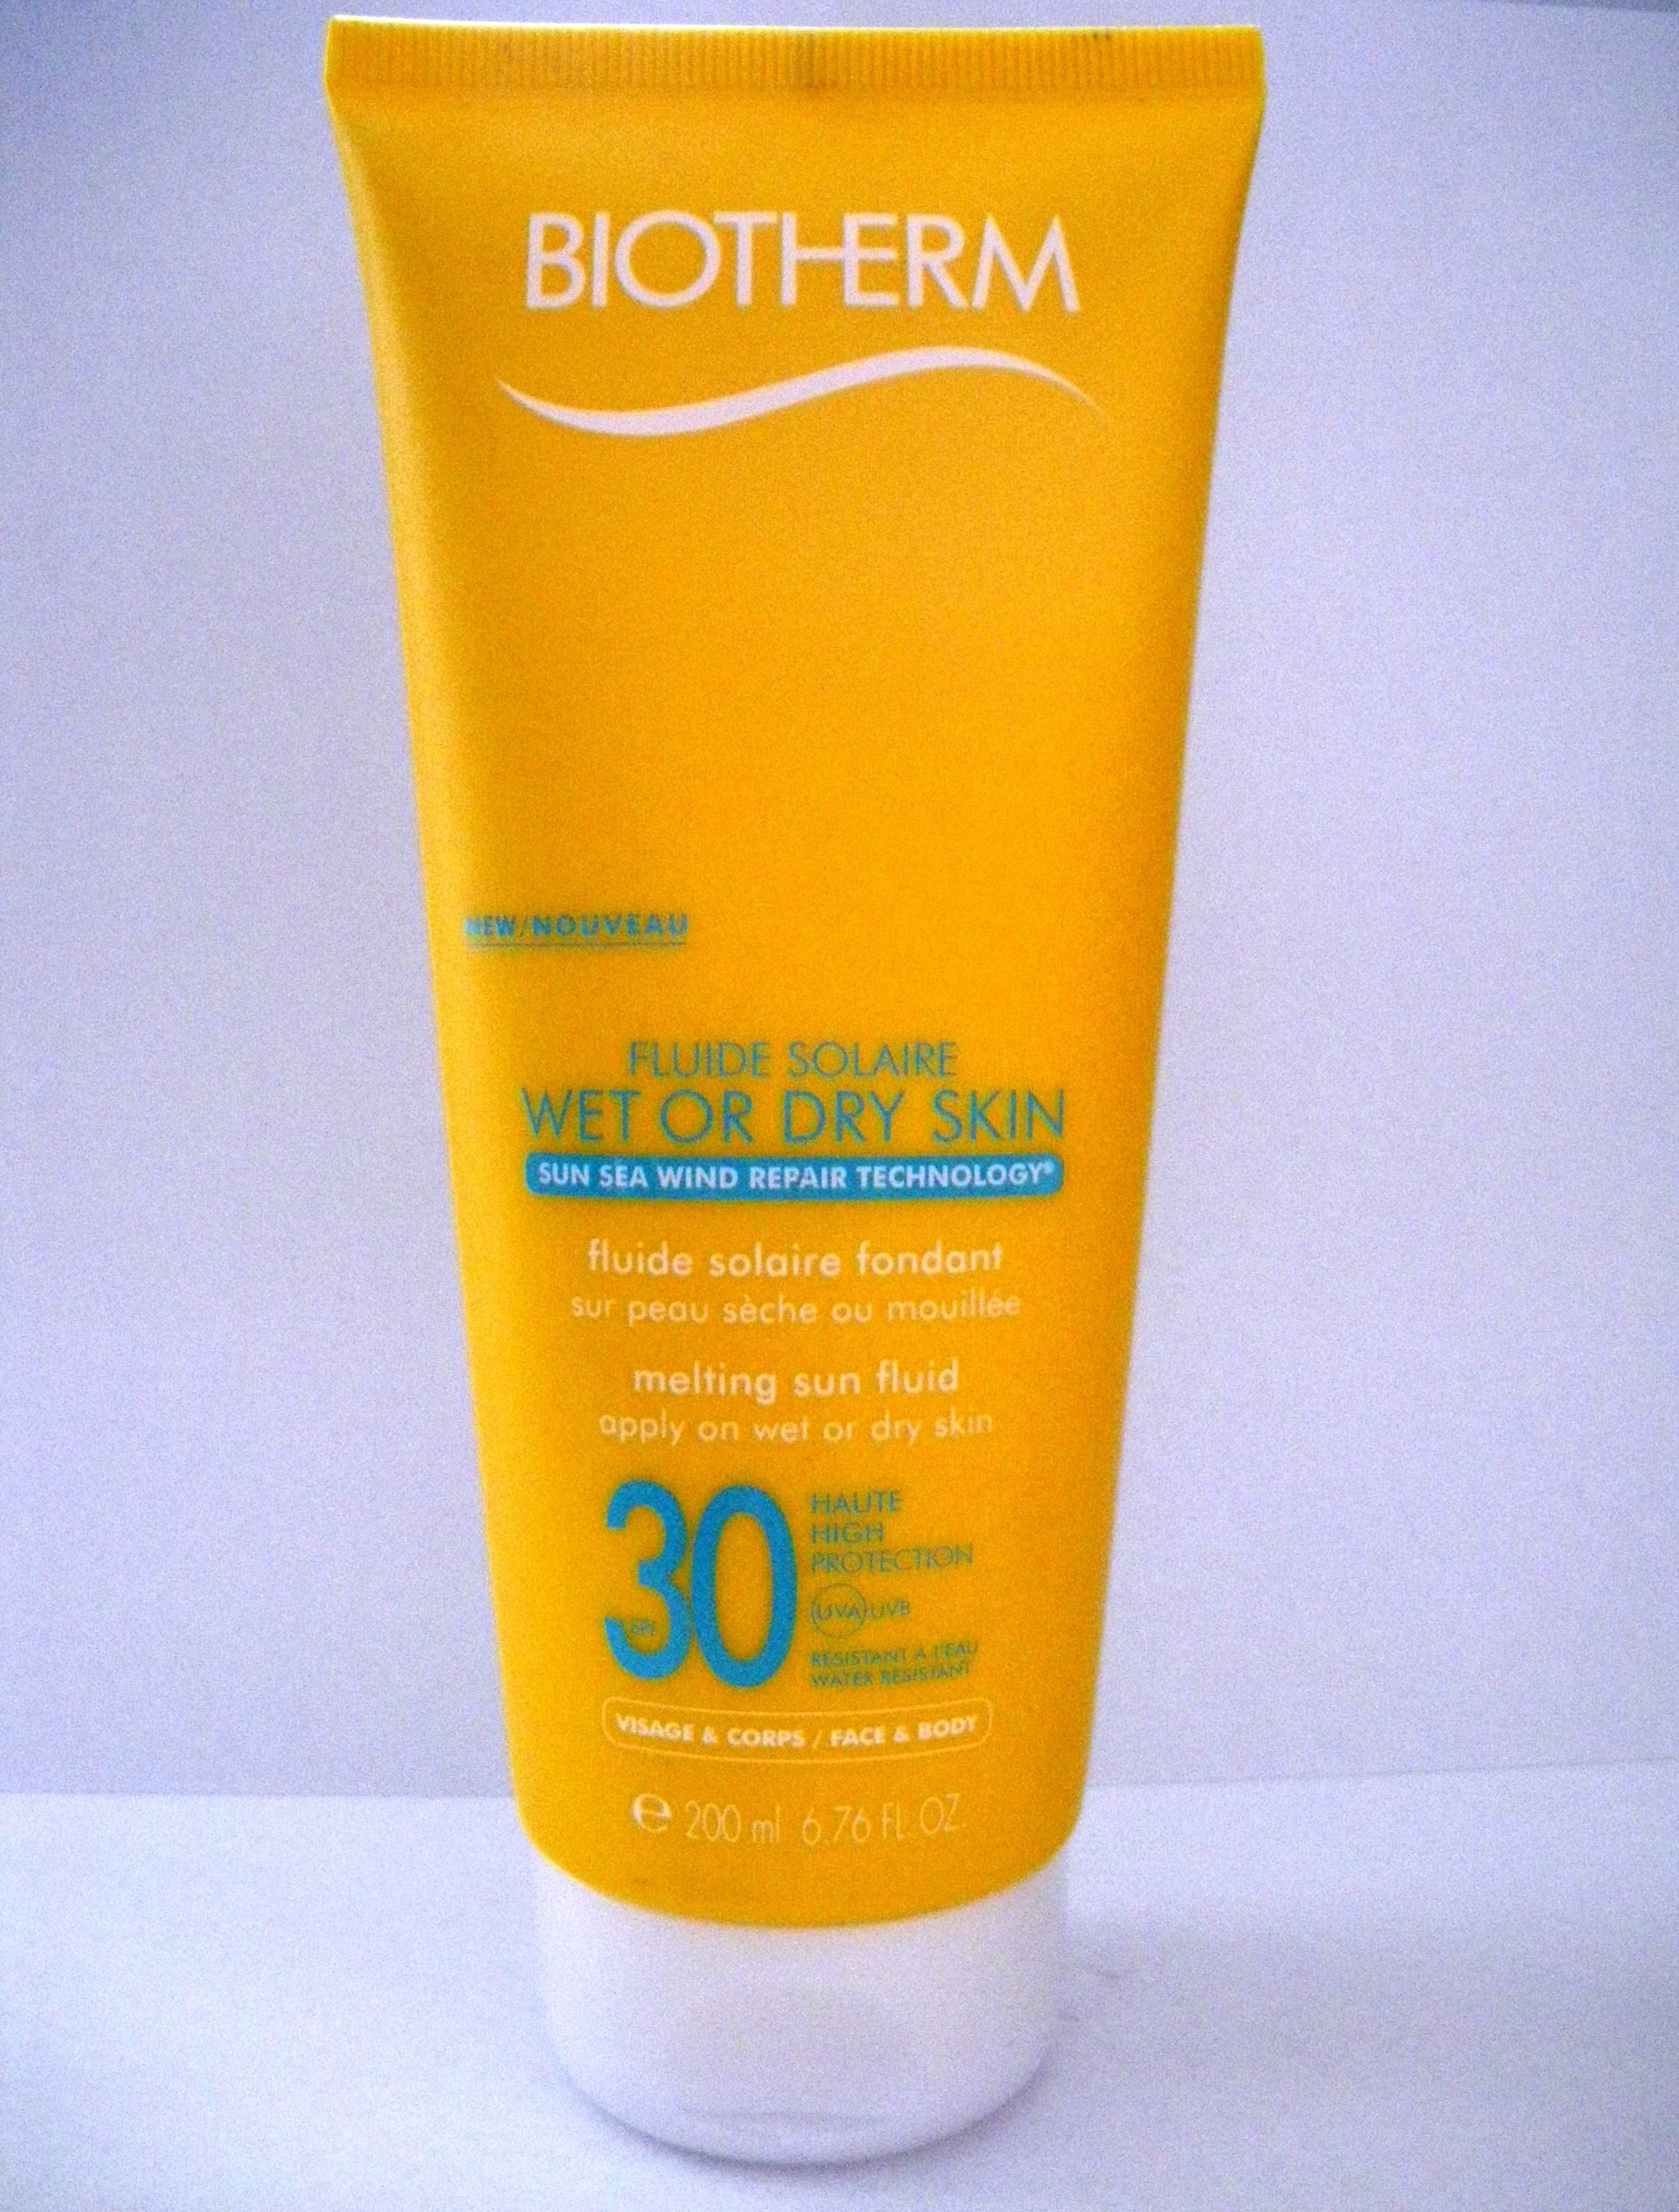 BIOTHERM
NEW/NOUVEAU
FLUIDE SOLAIRE
WET OR DRY SKIN
SUN SEA WIND REPAIR TECHNOLOGY®
fluide solaire fondant
sur peau sèche ou mouillée
melting sun fluid
apply on wet or dry skin
SPF 30
HAUTE
HIGH
PROTECTION
UVA-UVB
RESISTANT A L'EAU
WATER RESISTANT
VISAGE & CORPS / FACE & BODY
e 200 ml 6.76 FL. OZ.